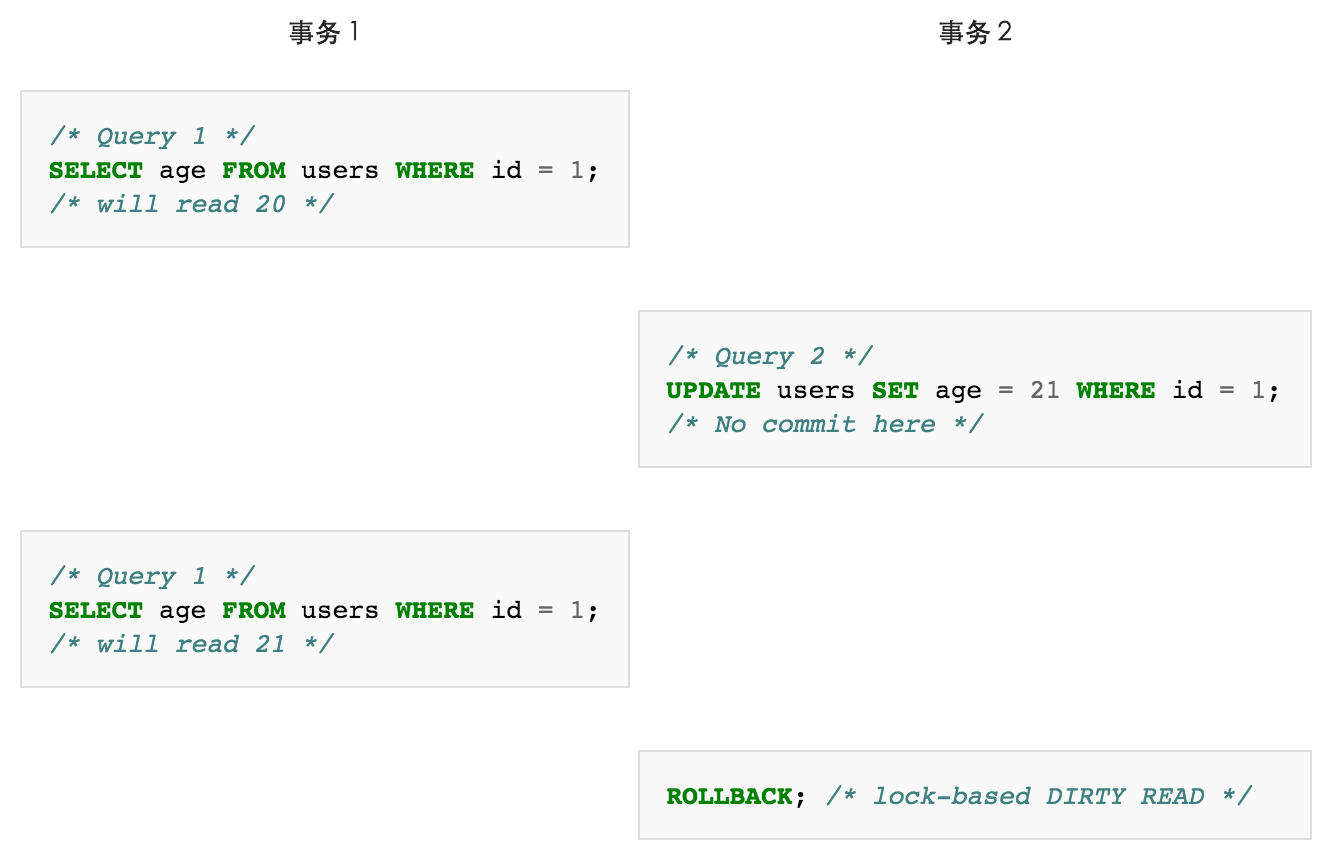 事务 1
事务 2
/* Query 1 */
SELECT age FROM users WHERE id = 1;
/* will read 20 */
/* Query 2 */
UPDATE users SET age = 21 WHERE id = 1;
/* No commit here */
/* Query 1 */
SELECT age FROM users WHERE id = 1;
/* will read 21 */
ROLLBACK; /* lock-based DIRTY READ */